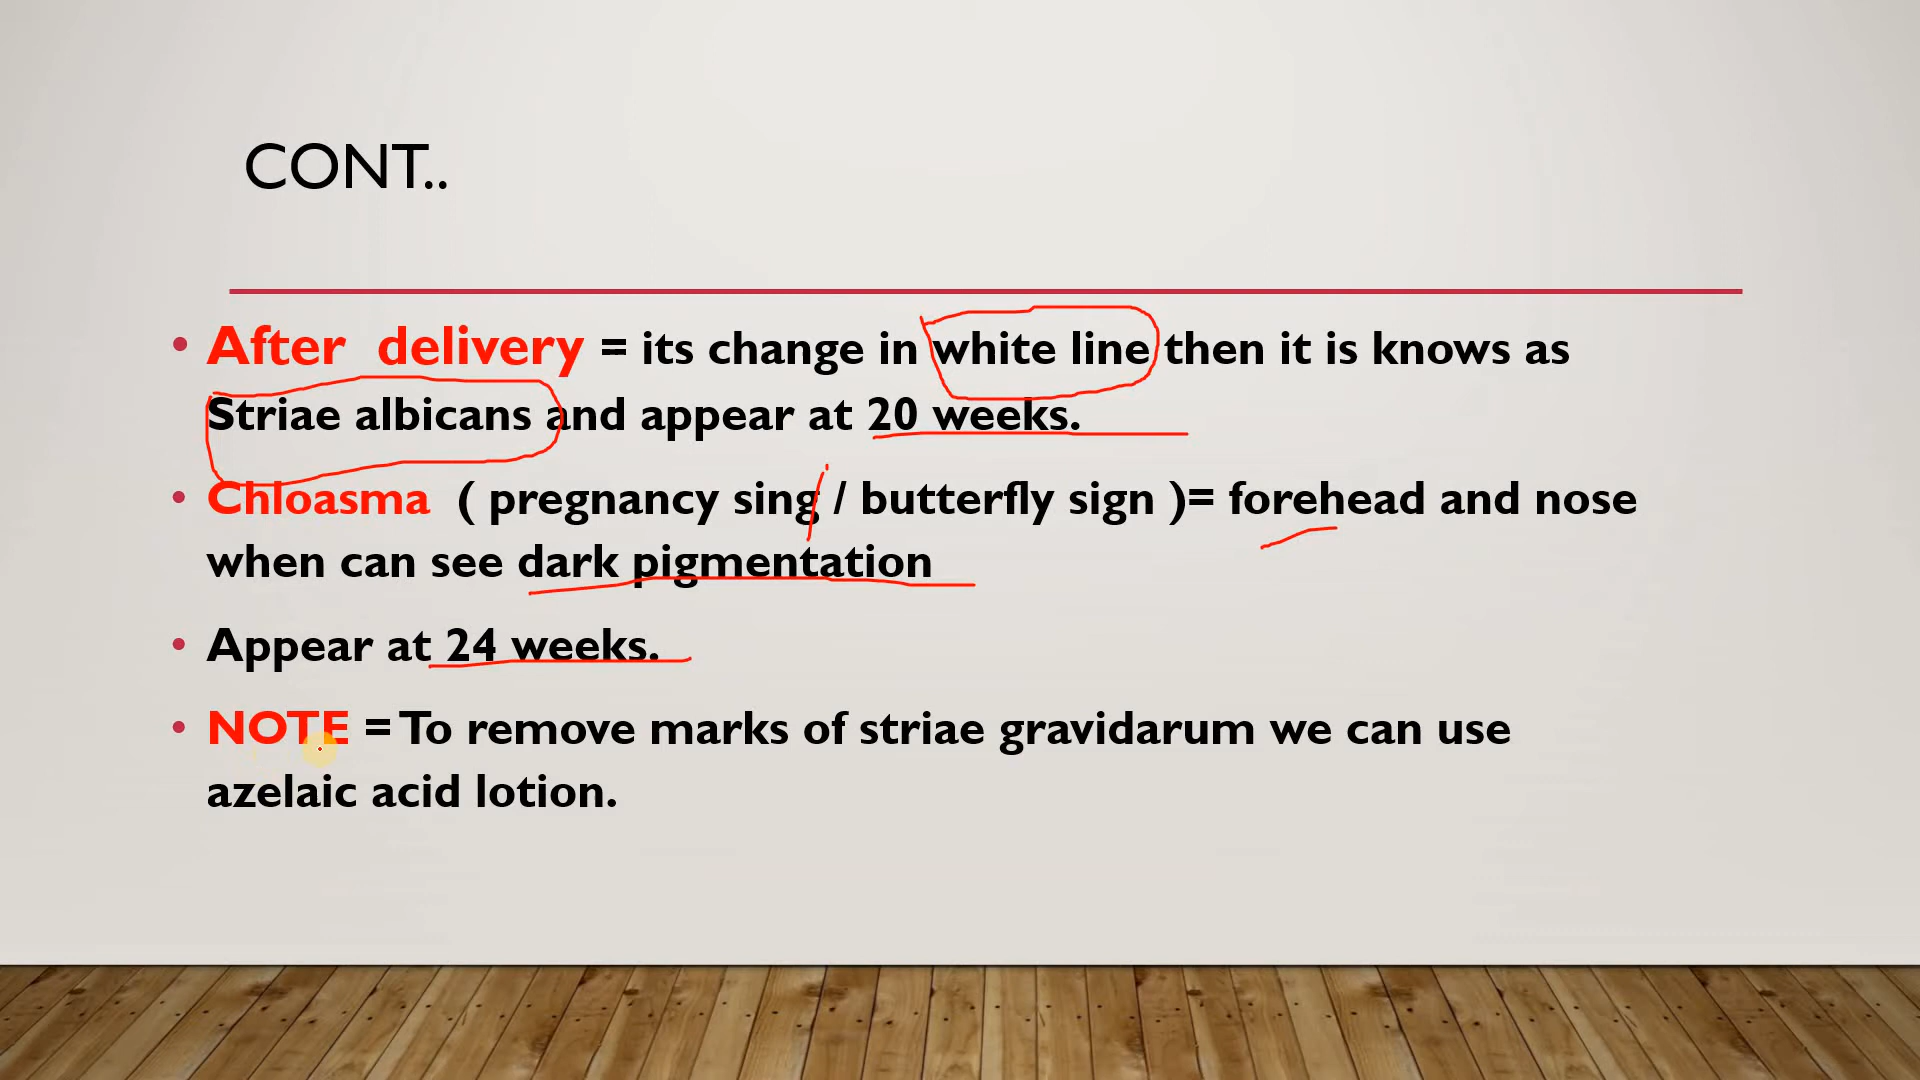 CONT..
• After delivery = its change in white line then it is knows as
Striae albicans and appear at 20 weeks.
• Chloasma ( pregnancy sing / butterfly sign )= forehead and nose
when can see dark pigmentation
• Appear at 24 weeks.
• NOTE = To remove marks of striae gravidarum we can use
azelaic acid lotion.